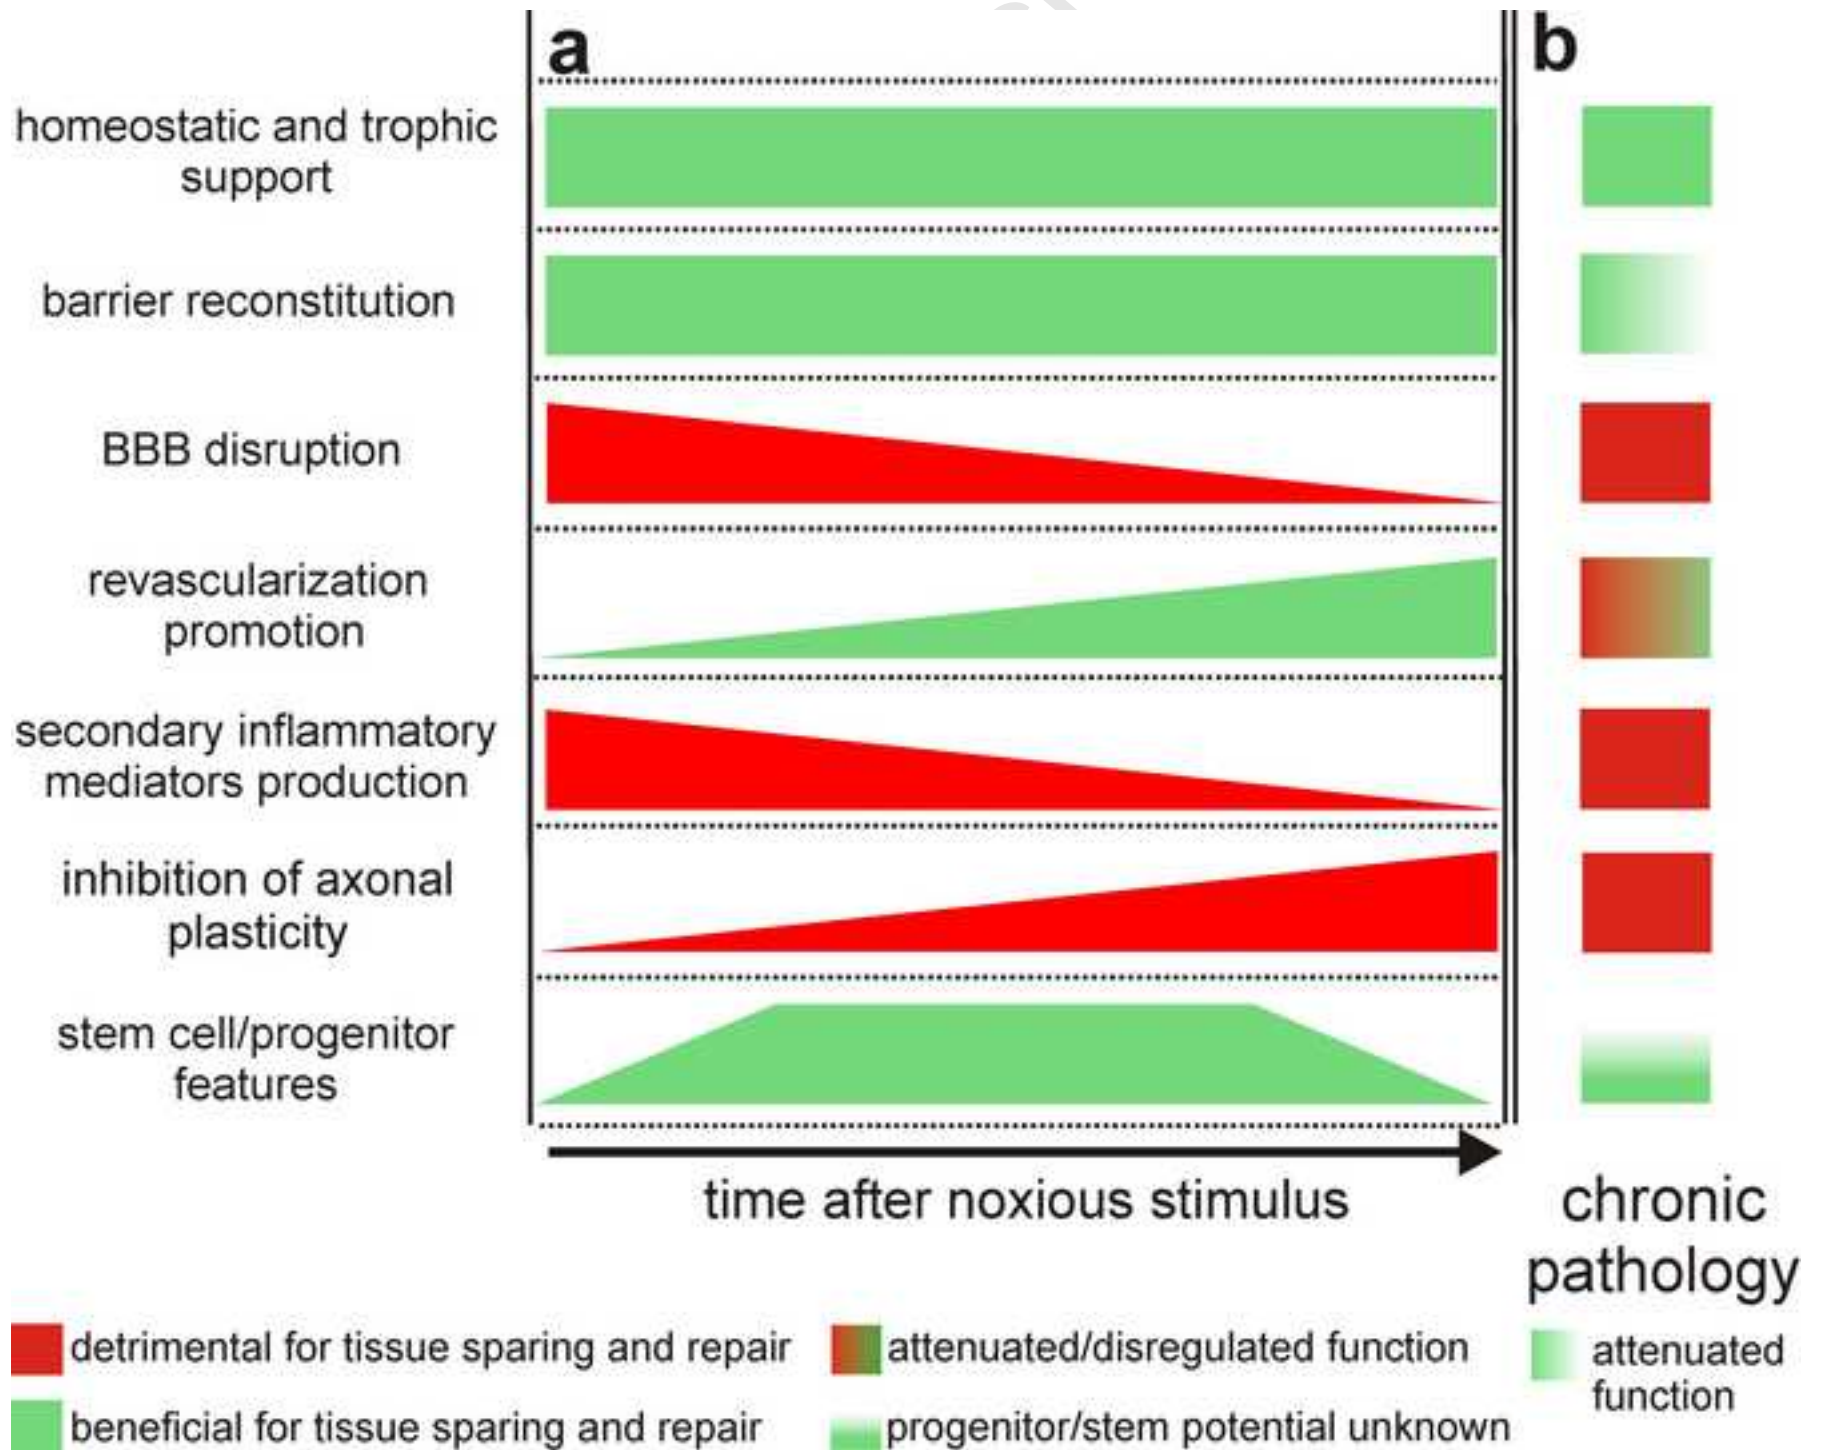 a
b
homeostatic and trophic
support
barrier reconstitution
BBB disruption
revascularization
promotion
secondary inflammatory
mediators production
inhibition of axonal
plasticity
stem cell/progenitor
features
time after noxious stimulus
chronic
pathology
detrimental for tissue sparing and repair
attenuated/disregulated function
attenuated
function
beneficial for tissue sparing and repair
progenitor/stem potential unknown